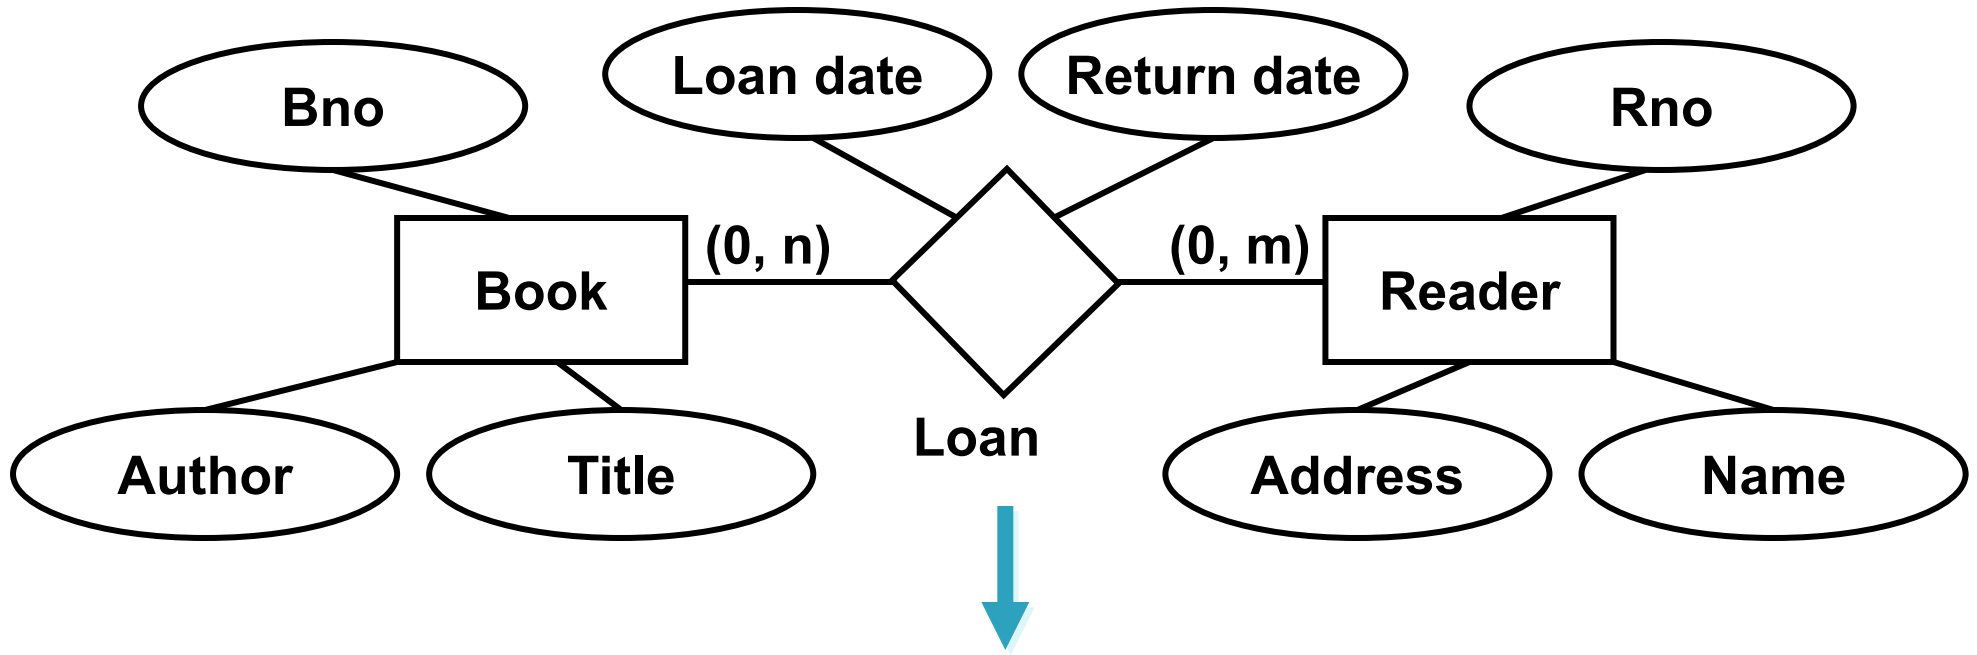 Loan date
Return date
Bno
Rno
(0, n)
(0, m)
Book
Reader
Loan
Author
Title
Address
Name